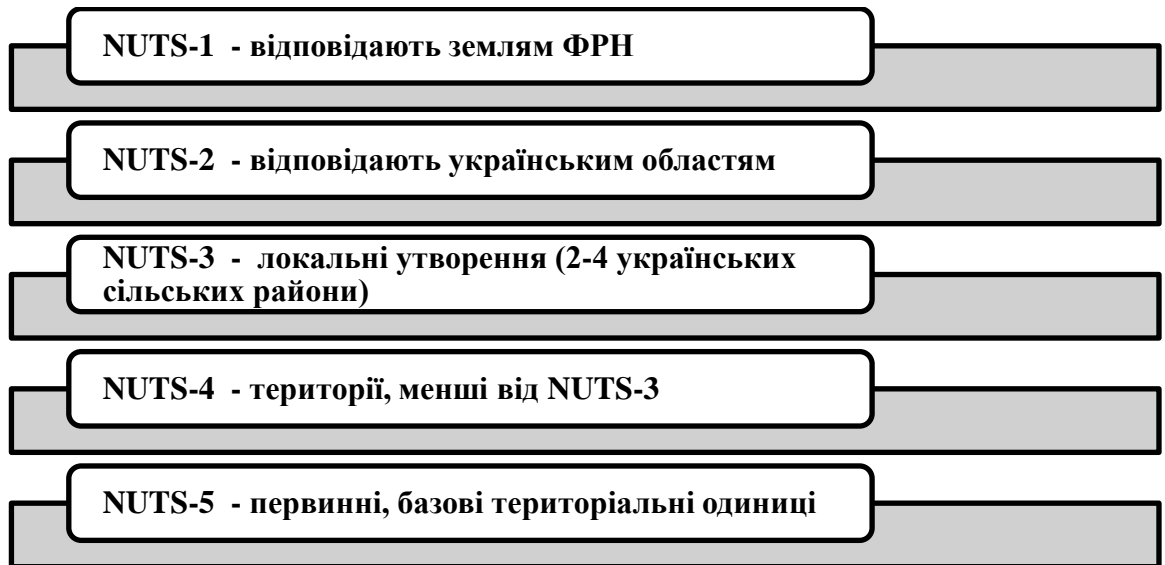 NUTS-1 - відповідають землям ФРН
NUTS-2 - відповідають українським областям
NUTS-3 - локальні утворення (2-4 українських
сільських райони)
NUTS-4 - території, менші від NUTS-3
NUTS-5 - первинні, базові територіальні одиниці